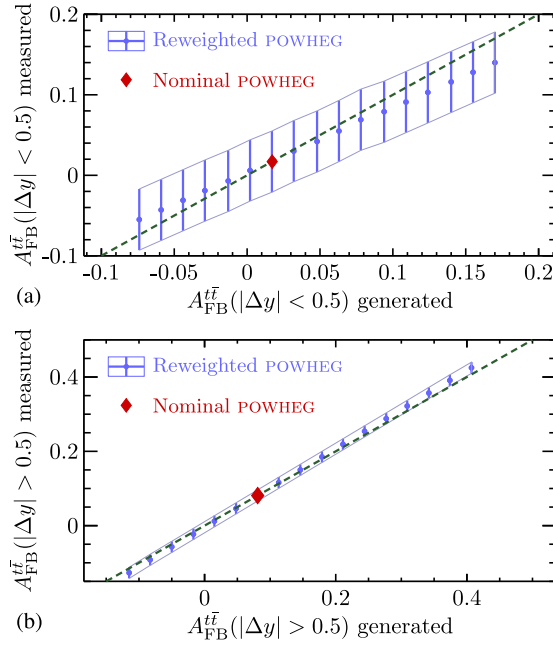 A_FB^{tt̄}(|Δy| < 0.5) measured
0.2
0.1
0
-0.1
Reweighted POWHEG
Nominal POWHEG
-0.1 -0.05 0 0.05 0.1 0.15 0.2
(a) A_FB^{tt̄}(|Δy| < 0.5) generated
A_FB^{tt̄}(|Δy| > 0.5) measured
0.4
0.2
0
Reweighted POWHEG
Nominal POWHEG
0 0.2 0.4
(b) A_FB^{tt̄}(|Δy| > 0.5) generated